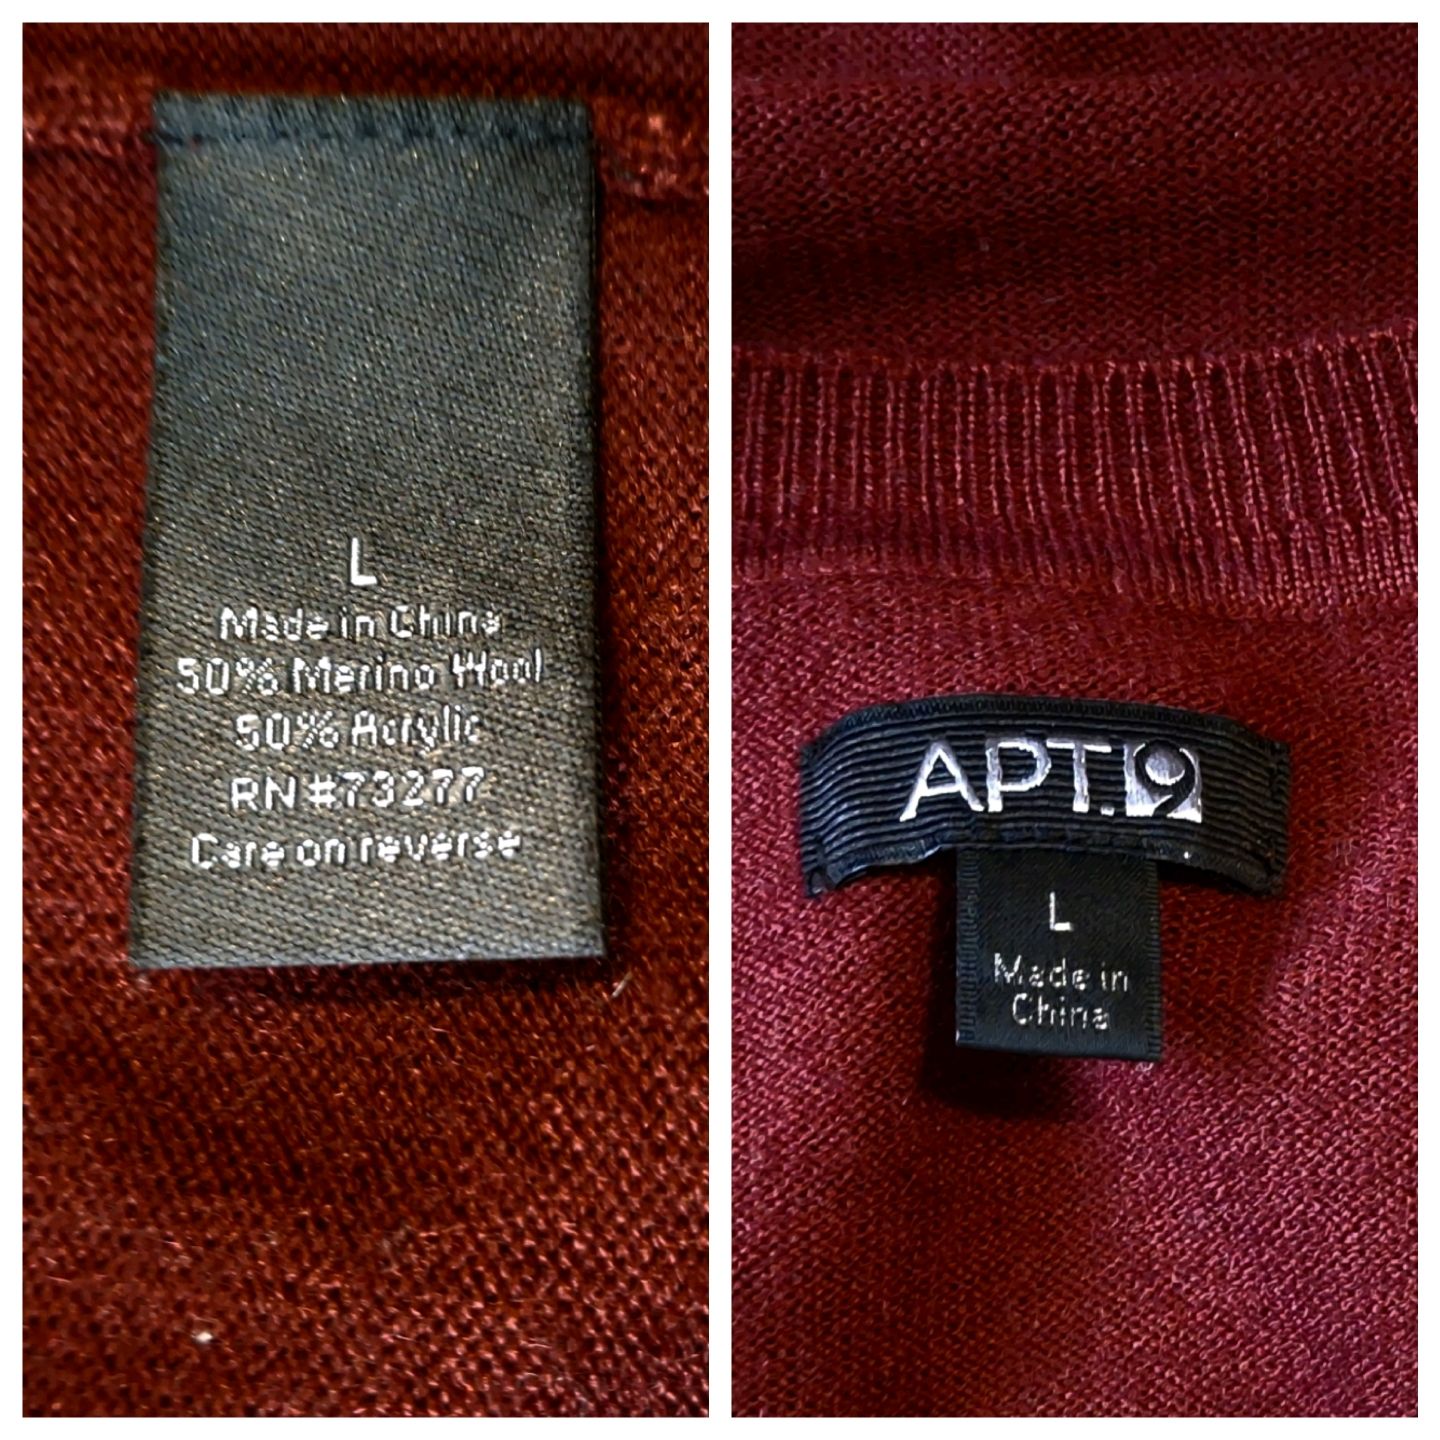 L
Made in China
50% Merino Wool
50% Acrylic
RN#73277
Care on reverse
APT.9
L
Made in
China